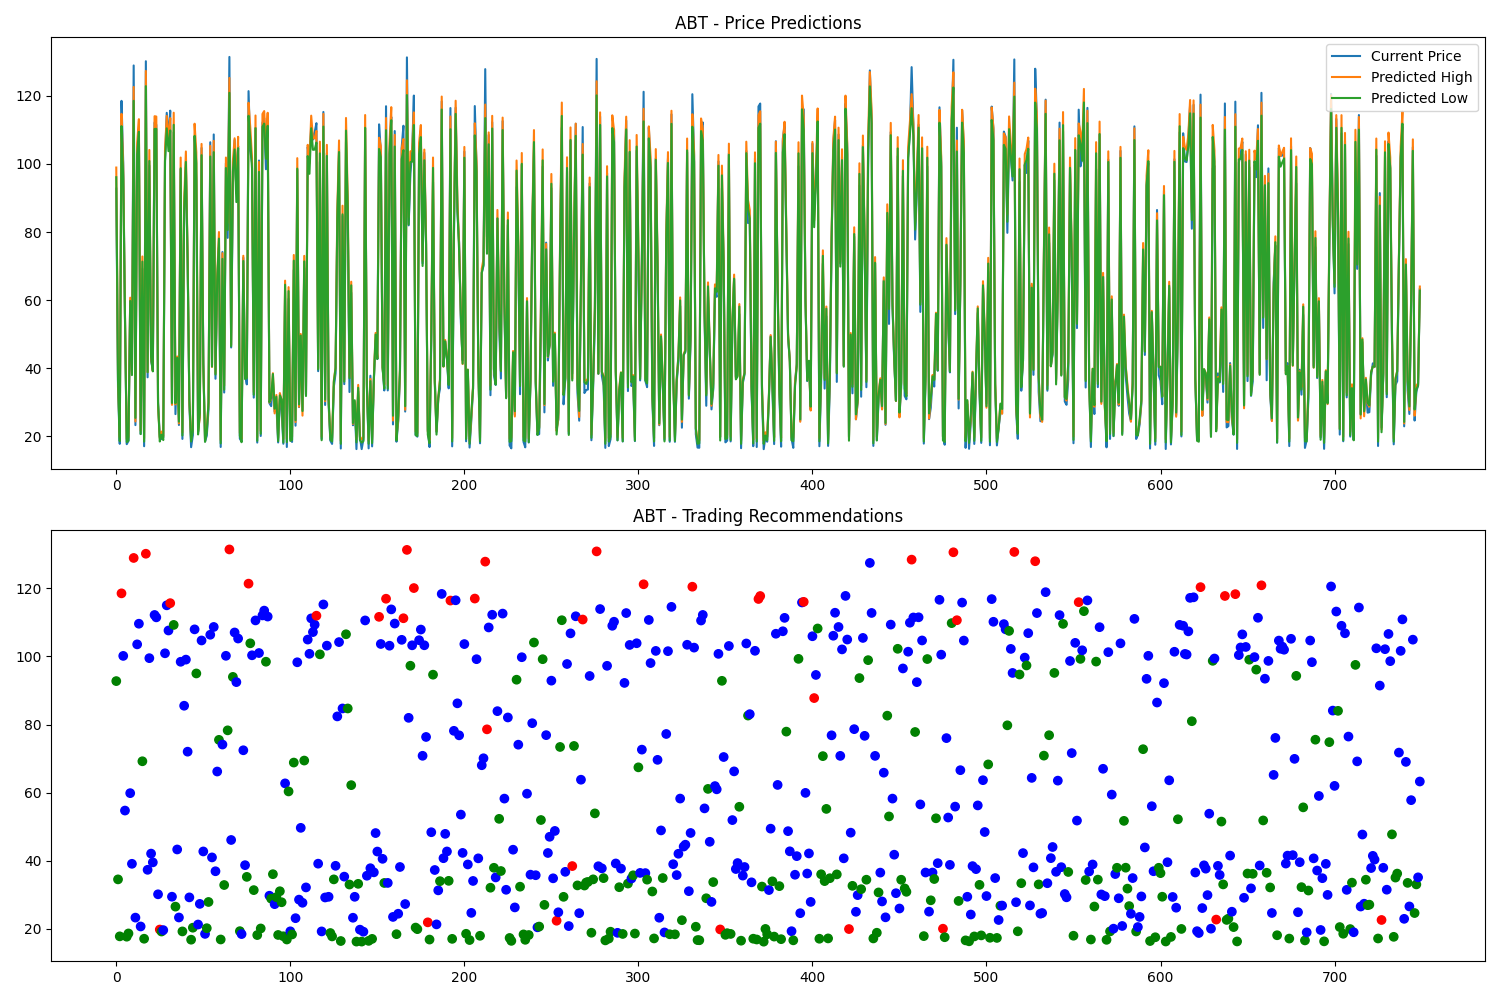 ABT - Price Predictions
Current Price
Predicted High
Predicted Low
120
100
80
60
40
20
0 100 200 300 400 500 600 700
ABT - Trading Recommendations
120
100
80
60
40
20
0 100 200 300 400 500 600 700